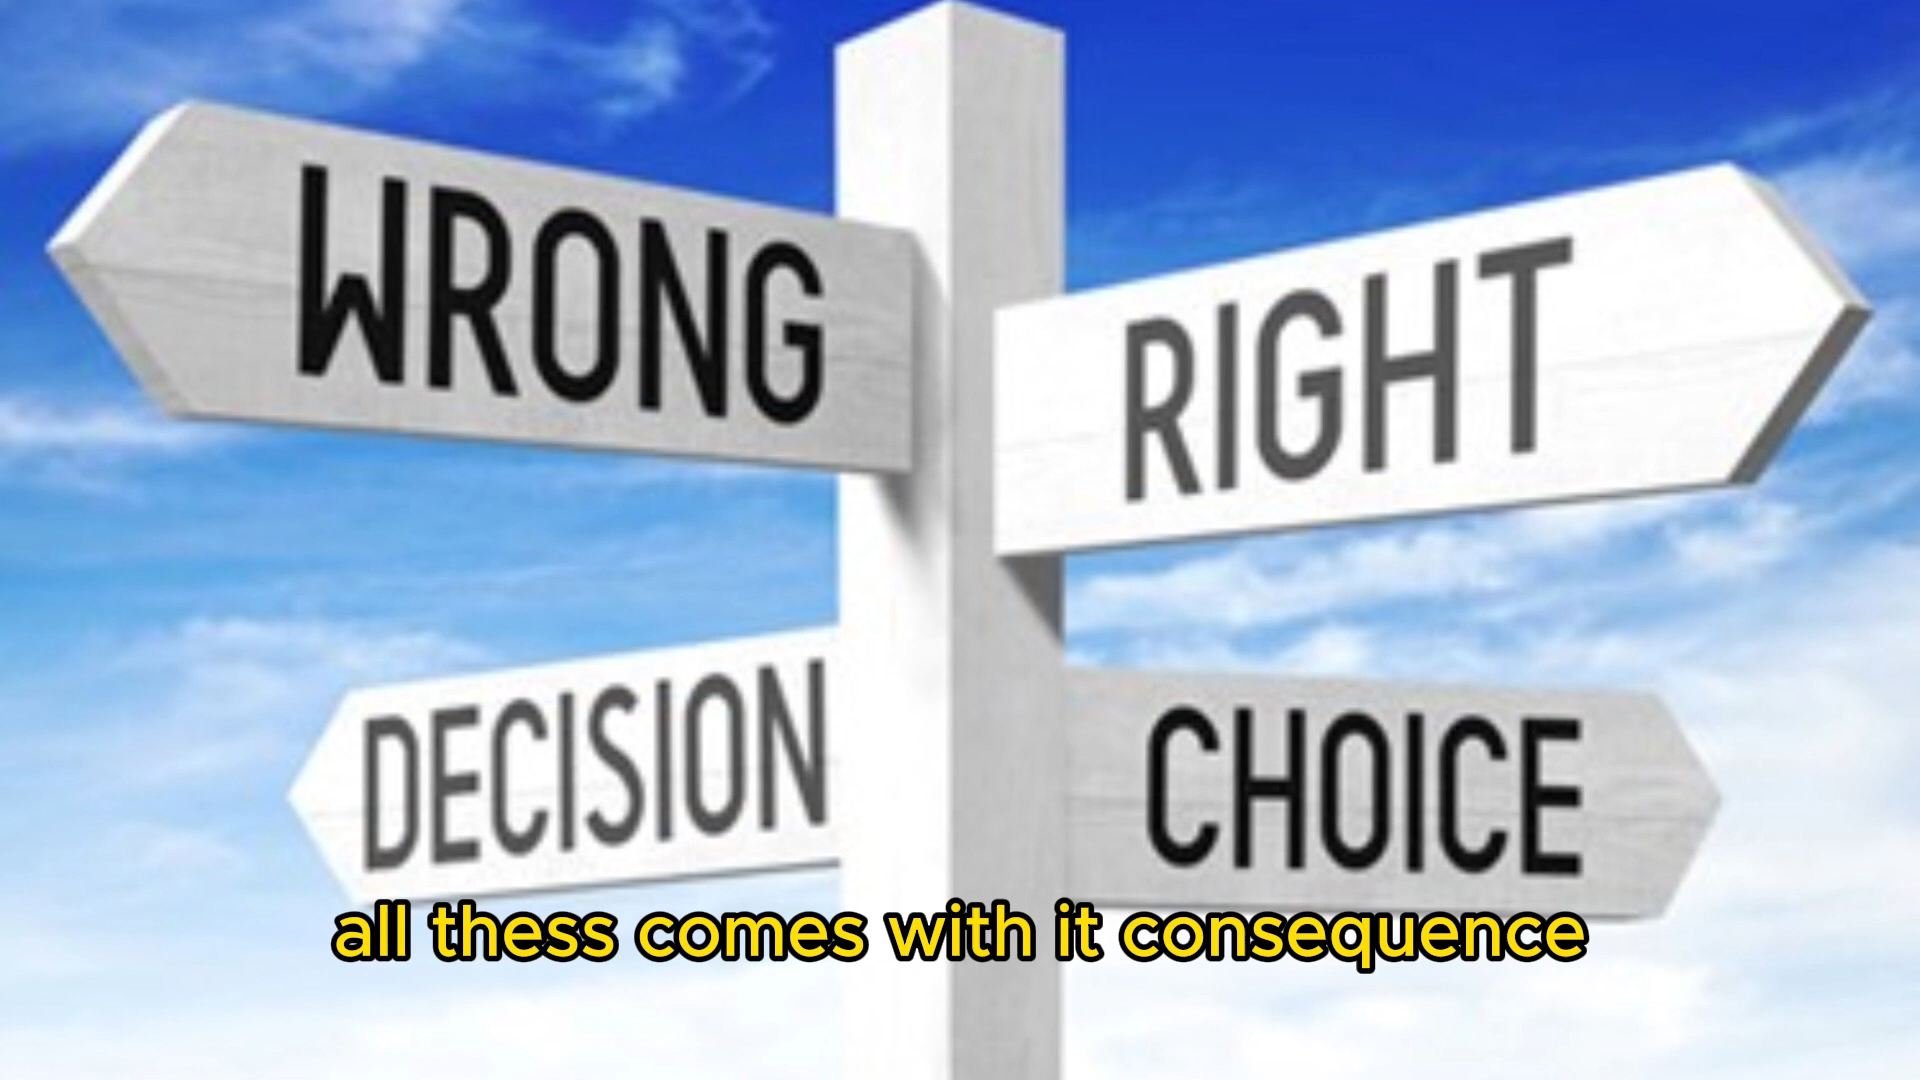 WRONG
RIGHT
DECISION
CHOICE
all thess comes with it consequence